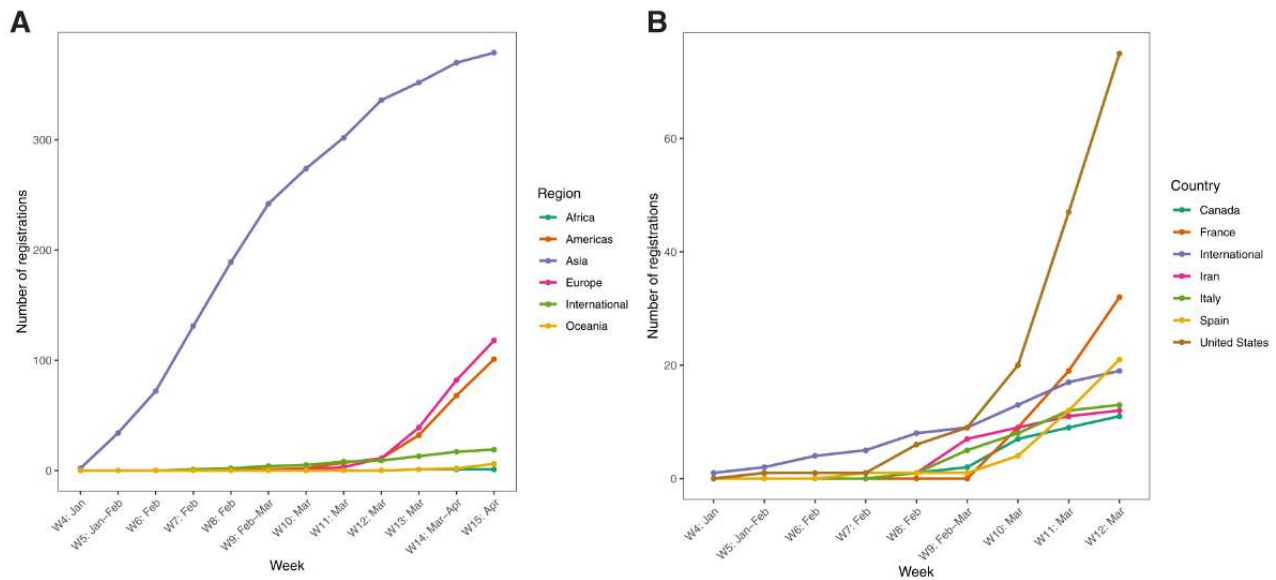 A
Number of registrations
300
200
100
0
W4: Jan
W5: Jan–Feb
W6: Feb
W7: Feb
W8: Feb
W9: Feb–Mar
W10: Mar
W11: Mar
W12: Mar
W13: Mar
W14: Mar–Apr
W15: Apr
Week
Region
Africa
Americas
Asia
Europe
International
Oceania
B
Number of registrations
60
40
20
0
W4: Jan
W5: Jan–Feb
W6: Feb
W7: Feb
W8: Feb
W9: Feb–Mar
W10: Mar
W11: Mar
W12: Mar
Week
Country
Canada
France
International
Iran
Italy
Spain
United States